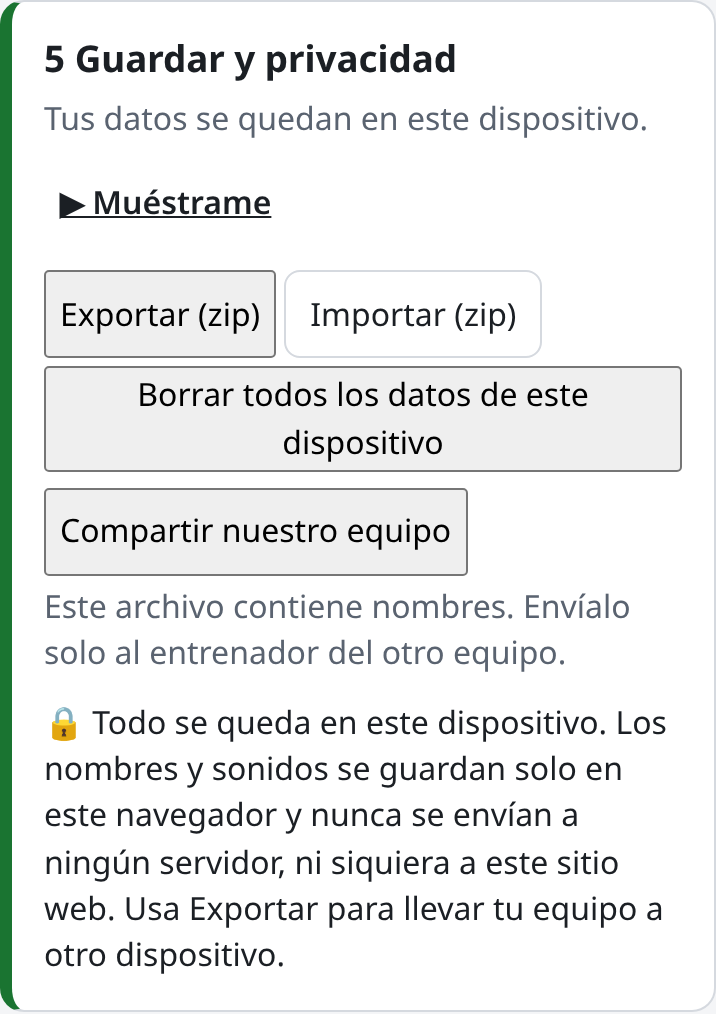 5 Guardar y privacidad
Tus datos se quedan en este dispositivo.
▶ Muéstrame
Exportar (zip) Importar (zip)
Borrar todos los datos de este
dispositivo
Compartir nuestro equipo
Este archivo contiene nombres. Envíalo
solo al entrenador del otro equipo.
🔒 Todo se queda en este dispositivo. Los
nombres y sonidos se guardan solo en
este navegador y nunca se envían a
ningún servidor, ni siquiera a este sitio
web. Usa Exportar para llevar tu equipo a
otro dispositivo.